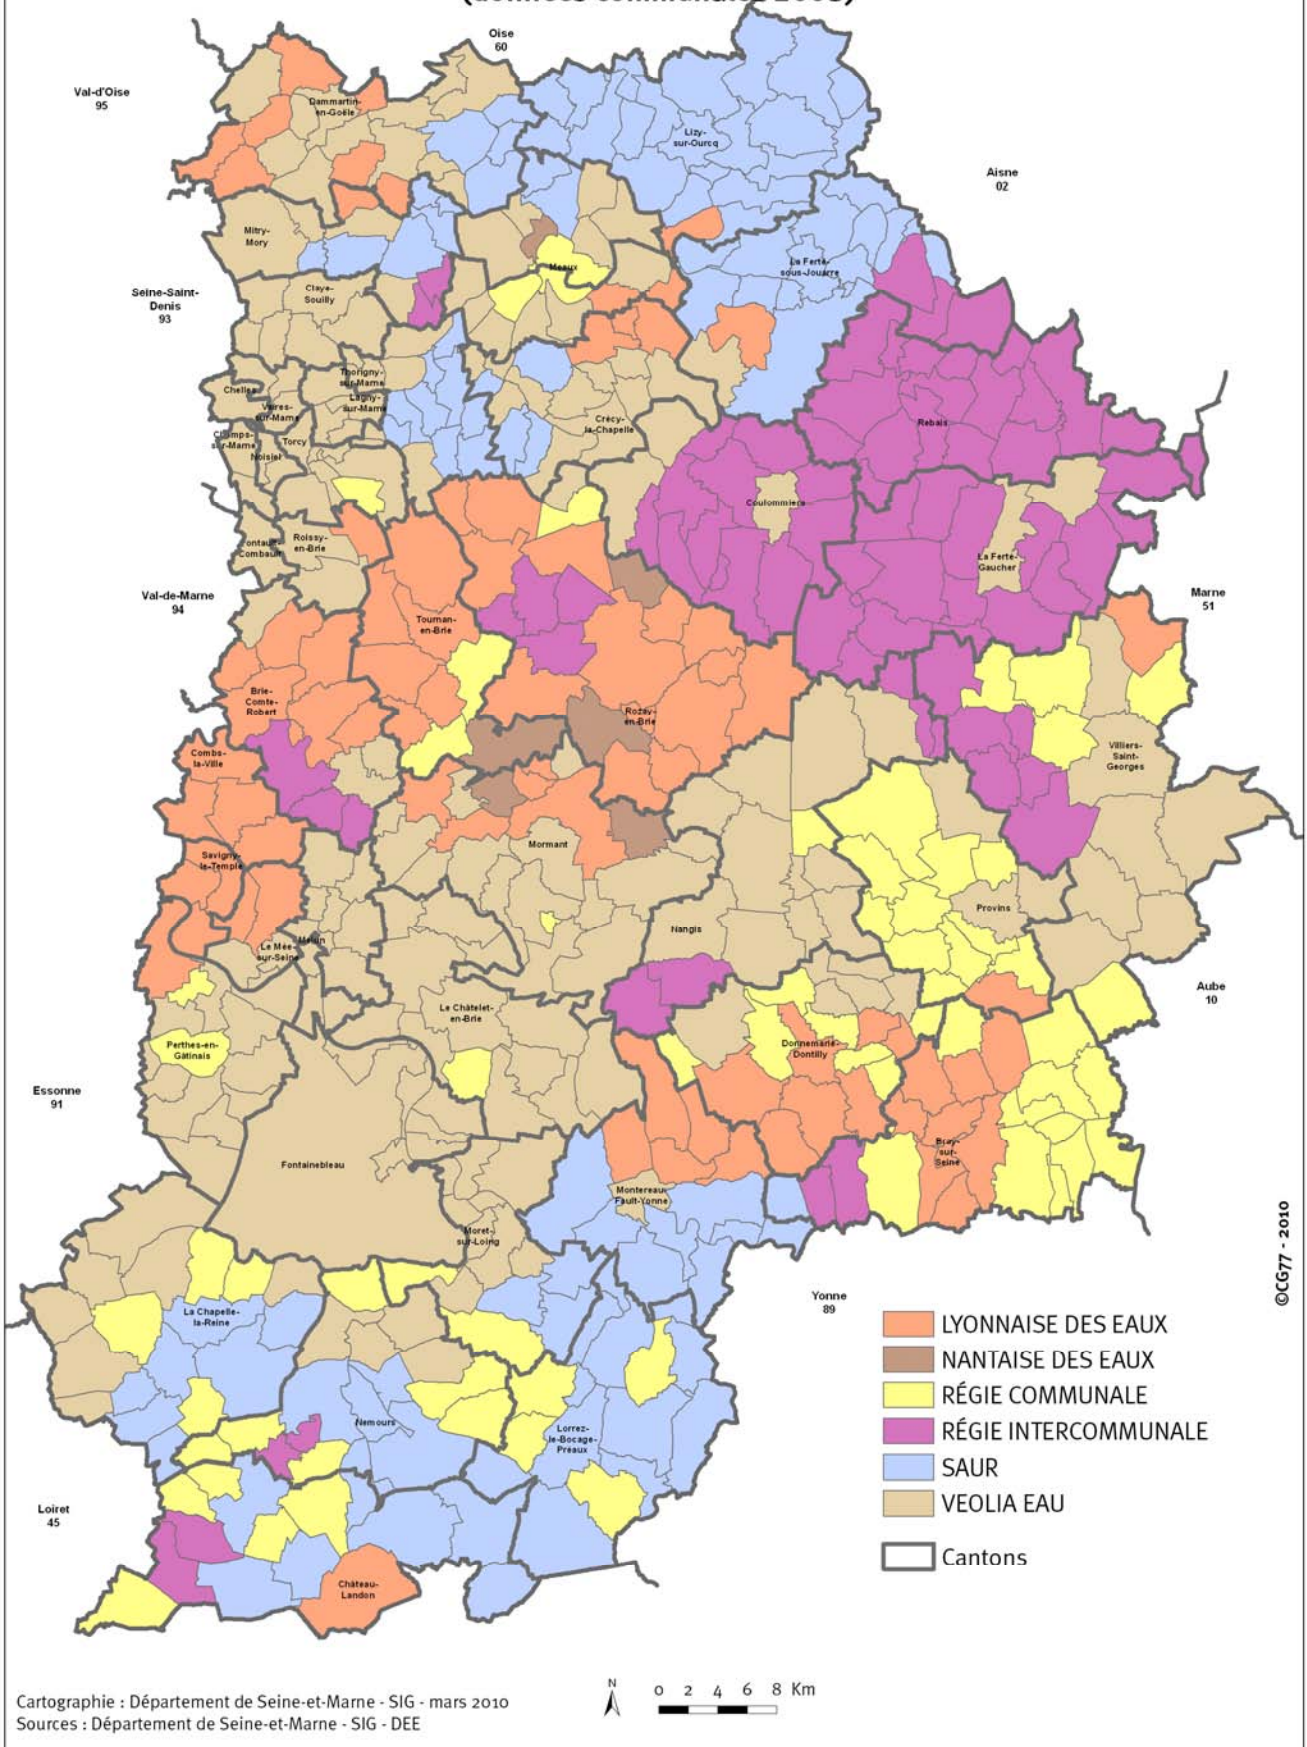 Oise
60
Val-d'Oise
95
Dammartin-
en-Goële
Lizy-
sur-Ourcq
Aisne
02
Mitry-
Mory
Meaux
La Ferté-
sous-Jouarre
Claye-
Souilly
Seine-Saint-
Denis
93
Thorigny-
sur-Marne
Chelles
Lagny-
sur-Marne
Vaires-
sur-Marne
Crécy-
la-Chapelle
Rebais
Champs-
sur-Marne
Torcy
Noisiel
Coulommiers
Roissy-
en-Brie
Pontault-
Combault
La Ferté-
Gaucher
Val-de-Marne
94
Marne
51
Tournan-
en-Brie
Brie-
Comte-
Robert
Rozay-
en-Brie
Combs-
la-Ville
Villiers-
Saint-
Georges
Mormant
Savigny-
le-Temple
Provins
Nangis
Le Mée-
sur-Seine
Melun
Aube
10
Le Châtelet-
en-Brie
Perthes-en-
Gâtinais
Donnemarie-
Dontilly
Essonne
91
Bray-
sur-
Seine
Fontainebleau
Montereau-
Fault-Yonne
Moret-
sur-Loing
©CG77 - 2010
Yonne
89
La Chapelle-
la-Reine
LYONNAISE DES EAUX
NANTAISE DES EAUX
RÉGIE COMMUNALE
RÉGIE INTERCOMMUNALE
SAUR
VEOLIA EAU
Cantons
Nemours
Lorrez-
le-Bocage-
Préaux
Loiret
45
Château-
Landon
N
0 2 4 6 8 Km
Cartographie : Département de Seine-et-Marne - SIG - mars 2010
Sources : Département de Seine-et-Marne - SIG - DEE